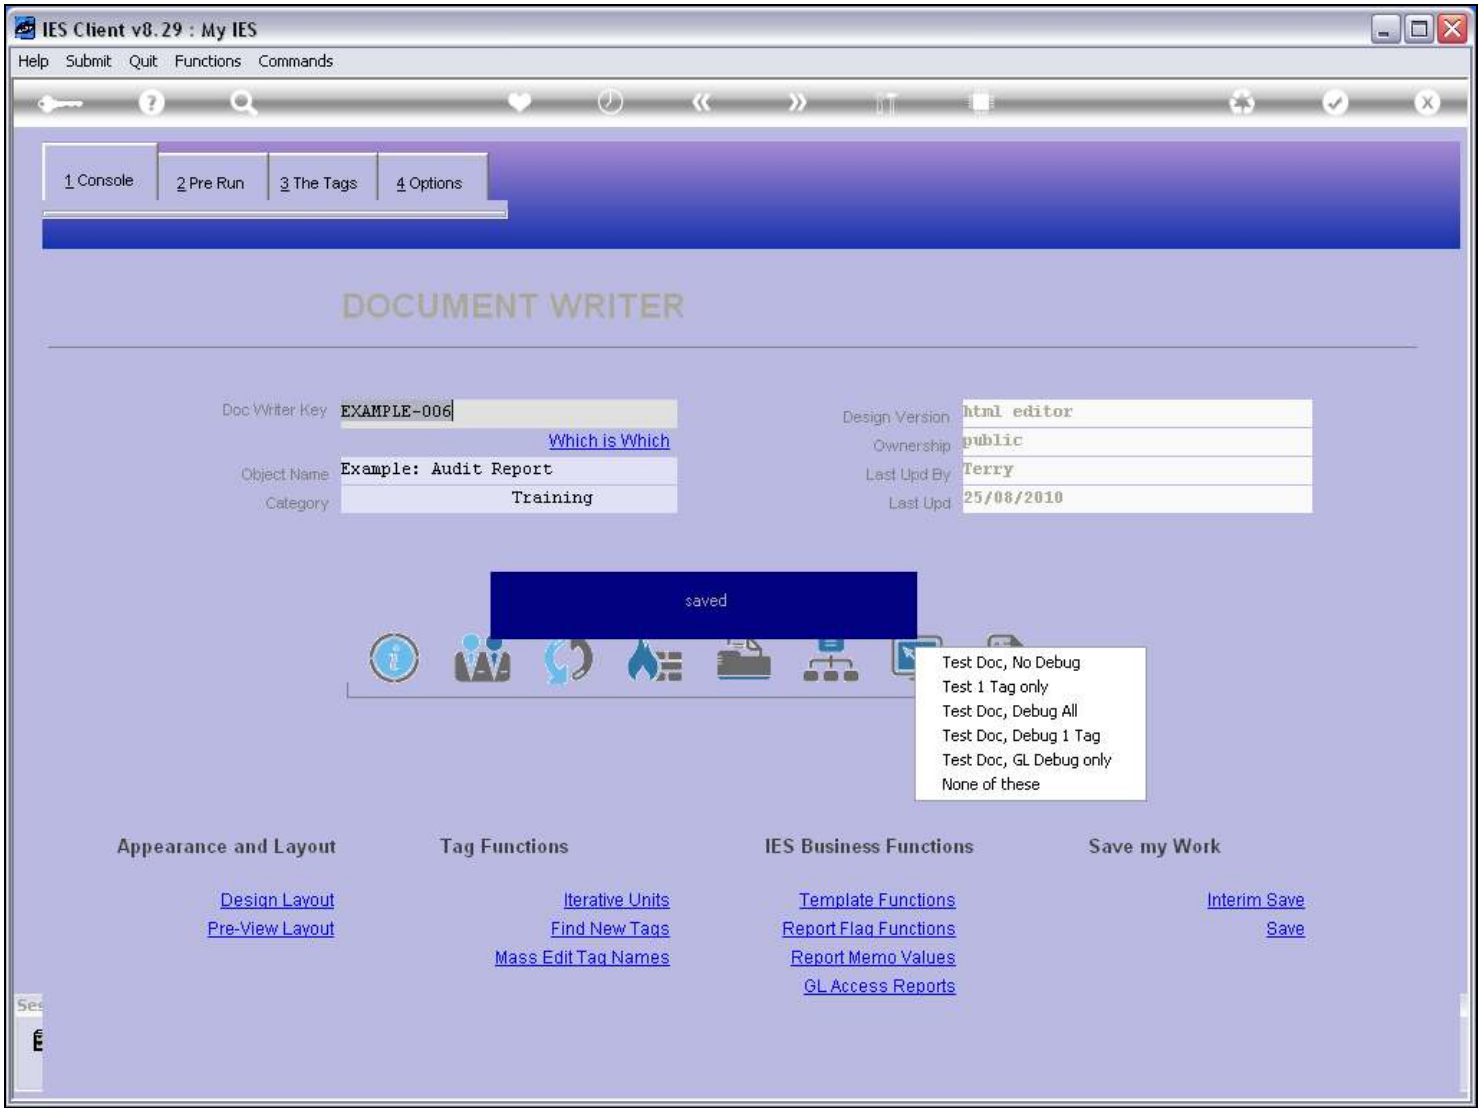 IES Client v8.29 : My IES
Help Submit Quit Functions Commands
1 Console 2 Pre Run 3 The Tags 4 Options
DOCUMENT WRITER
Doc Writer Key EXAMPLE-006
Which is Which
Object Name Example: Audit Report
Category Training
Design Version html editor
Ownership public
Last Upd By Terry
Last Upd 25/08/2010
saved
Test Doc, No Debug
Test 1 Tag only
Test Doc, Debug All
Test Doc, Debug 1 Tag
Test Doc, GL Debug only
None of these
Appearance and Layout
Design Layout
Pre-View Layout
Tag Functions
Iterative Units
Find New Tags
Mass Edit Tag Names
IES Business Functions
Template Functions
Report Flag Functions
Report Memo Values
GL Access Reports
Save my Work
Interim Save
Save
Ses